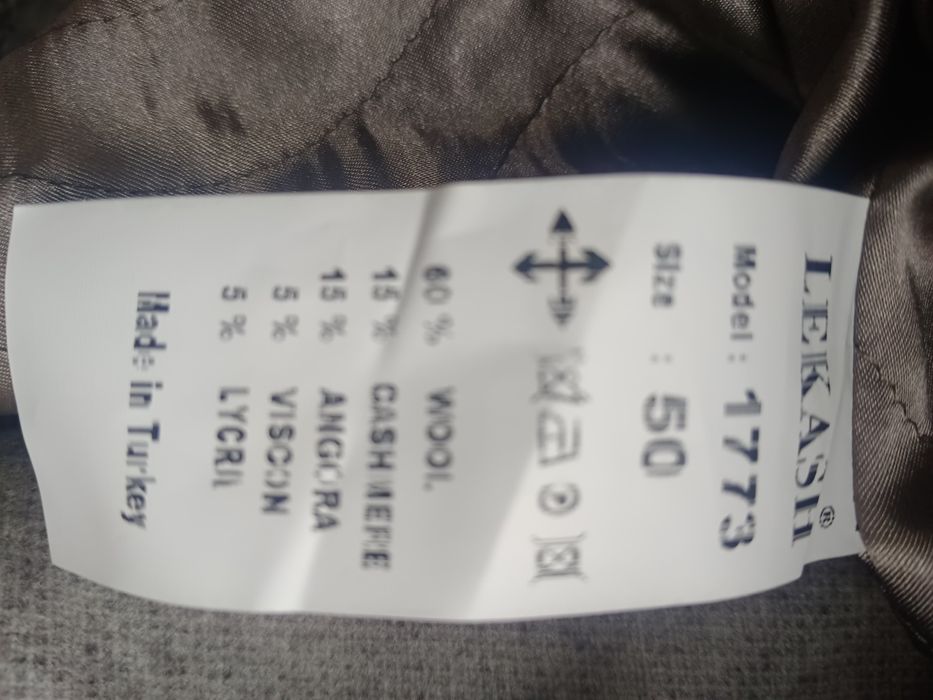 LEKASH®
Model : 1773
Size : 50
60 % WOOL
15 % CASHMERE
15 % ANGORA
5 % VISCON
5 % LYCRA
Made in Turkey